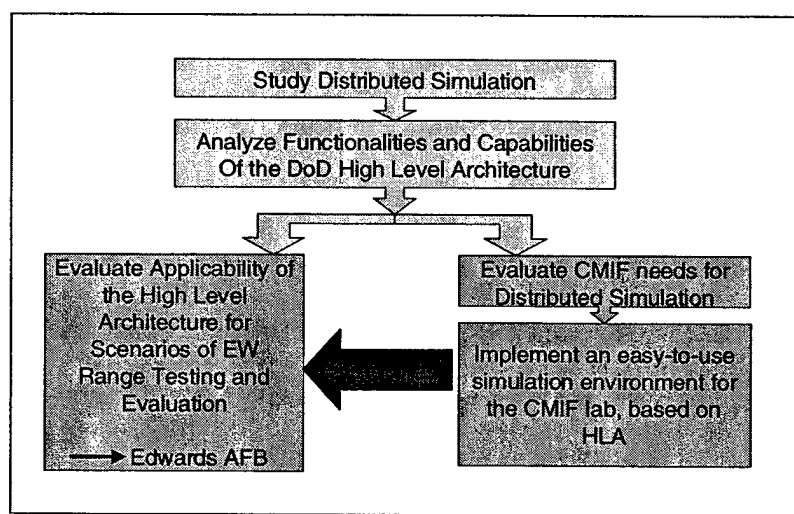 Study Distributed Simulation
Analyze Functionalities and Capabilities
Of the DoD High Level Architecture
Evaluate Applicability of
the High Level
Architecture for
Scenarios of EW
Range Testing and
Evaluation
Edwards AFB
Evaluate CMIF needs for
Distributed Simulation
Implement an easy-to-use
simulation environment for
the CMIF lab, based on
HLA